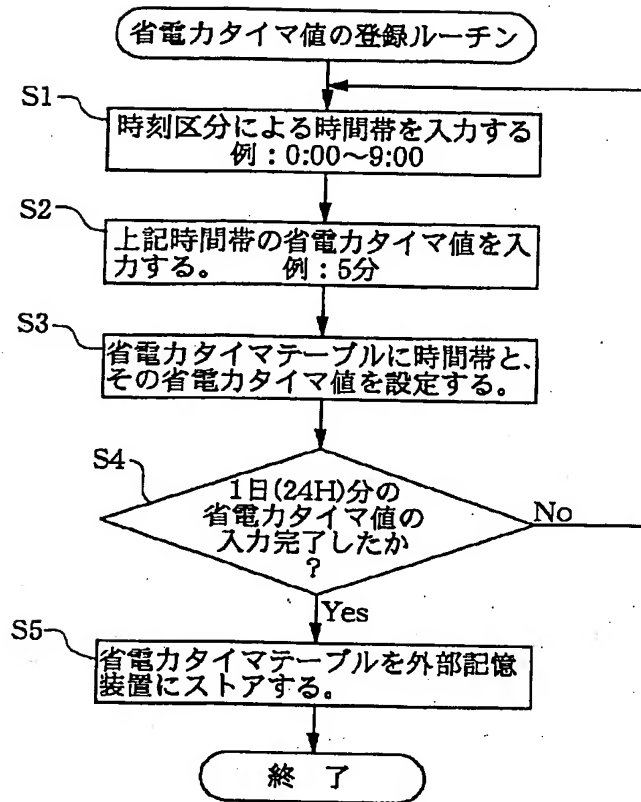 省電力タイマ値の登録ルーチン
S1
時刻区分による時間帯を入力する
例：0:00～9:00
S2
上記時間帯の省電力タイマ値を入
力する。 例：5分
S3
省電力タイマテーブルに時間帯と、
その省電力タイマ値を設定する。
S4
1日(24H)分の
省電力タイマ値の
入力完了したか
?
No
Yes
S5
省電力タイマテーブルを外部記憶
装置にストアする。
終 了